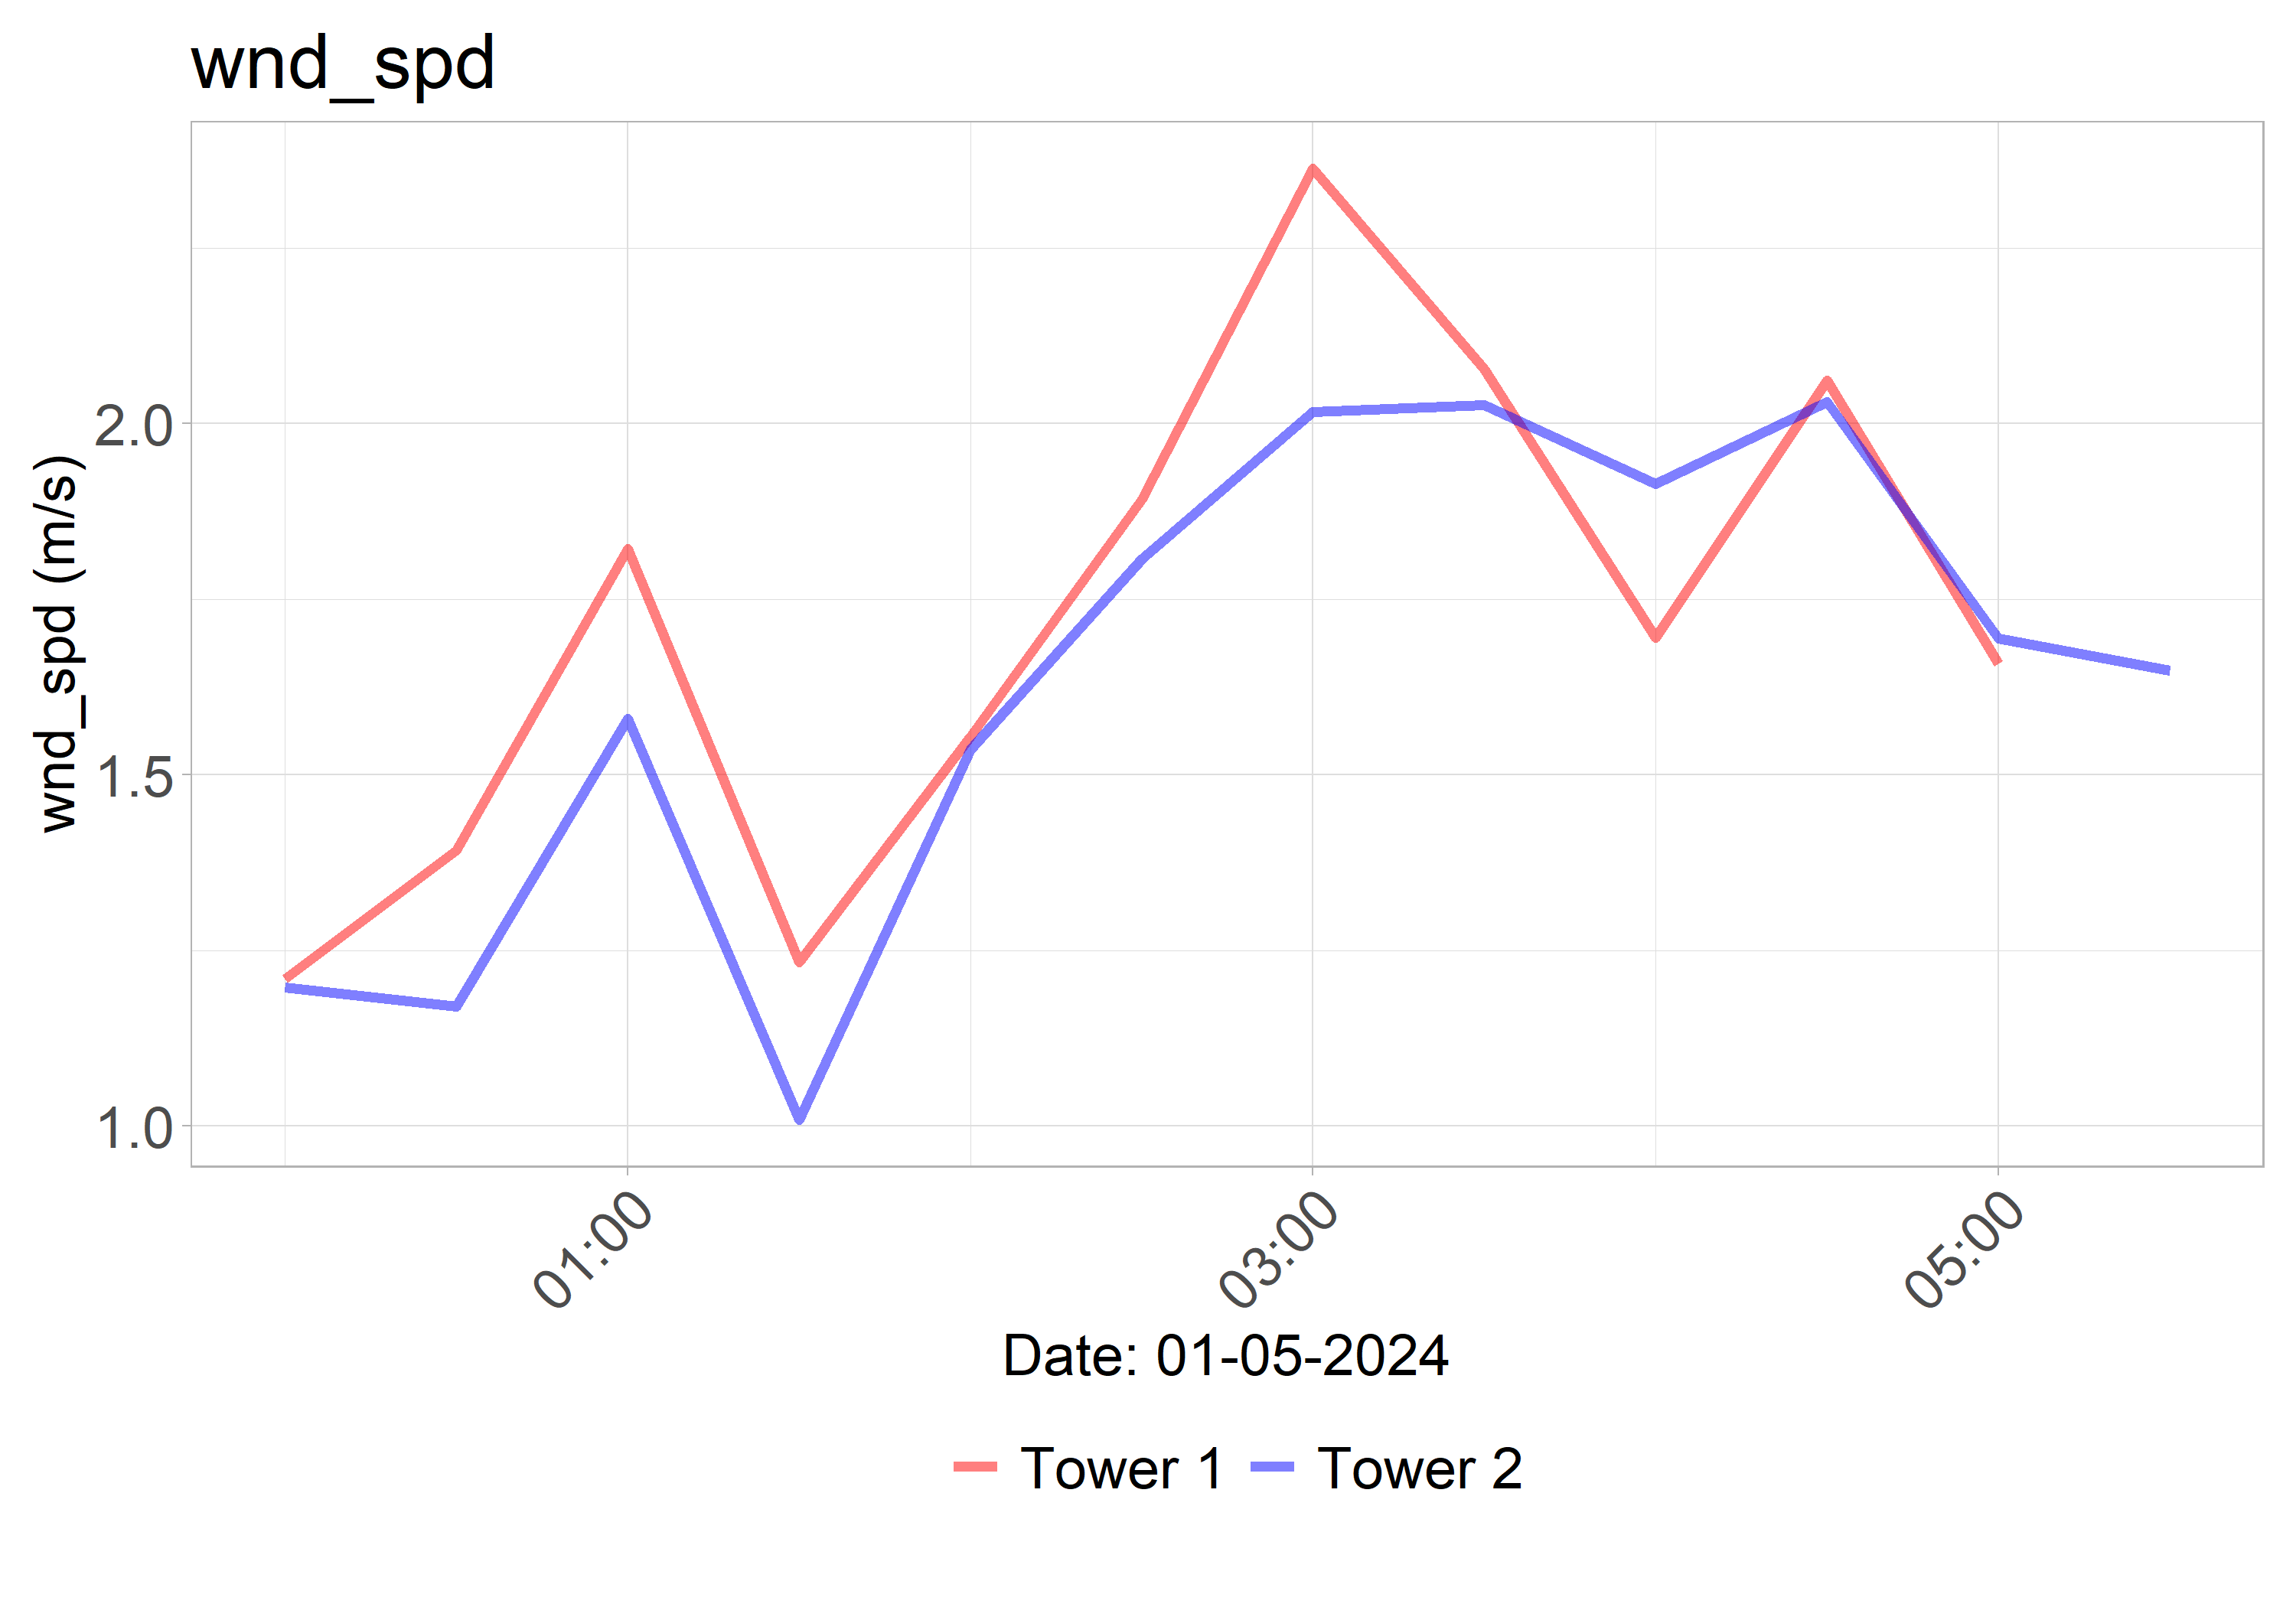 wnd_spd
wnd_spd (m/s)
2.0
1.5
1.0
01:00
03:00
05:00
Date: 01-05-2024
Tower 1
Tower 2